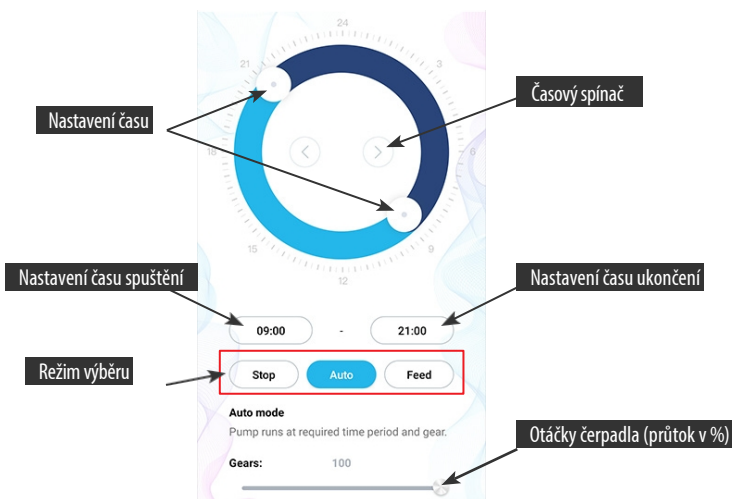 24
21
3
Časový spínač
Nastavení času
18
6
15
9
12
Nastavení času spuštění
Nastavení času ukončení
09:00 - 21:00
Režim výběru
Stop Auto Feed
Auto mode
Pump runs at required time period and gear.
Otáčky čerpadla (průtok v %)
Gears: 100